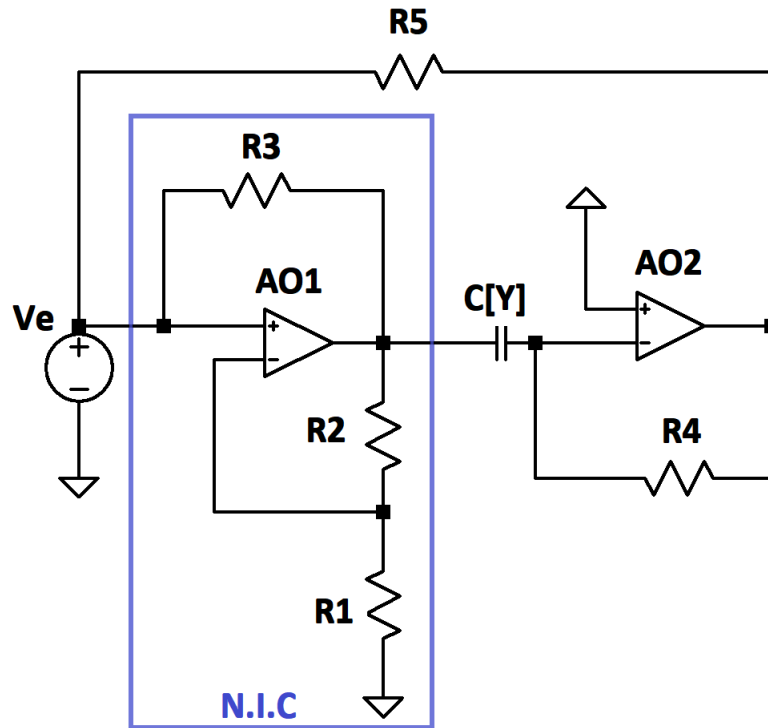 R5
R3
AO1
AO2
C[Y]
Ve
+
−
+
−
+
−
R2
R4
R1
N.I.C